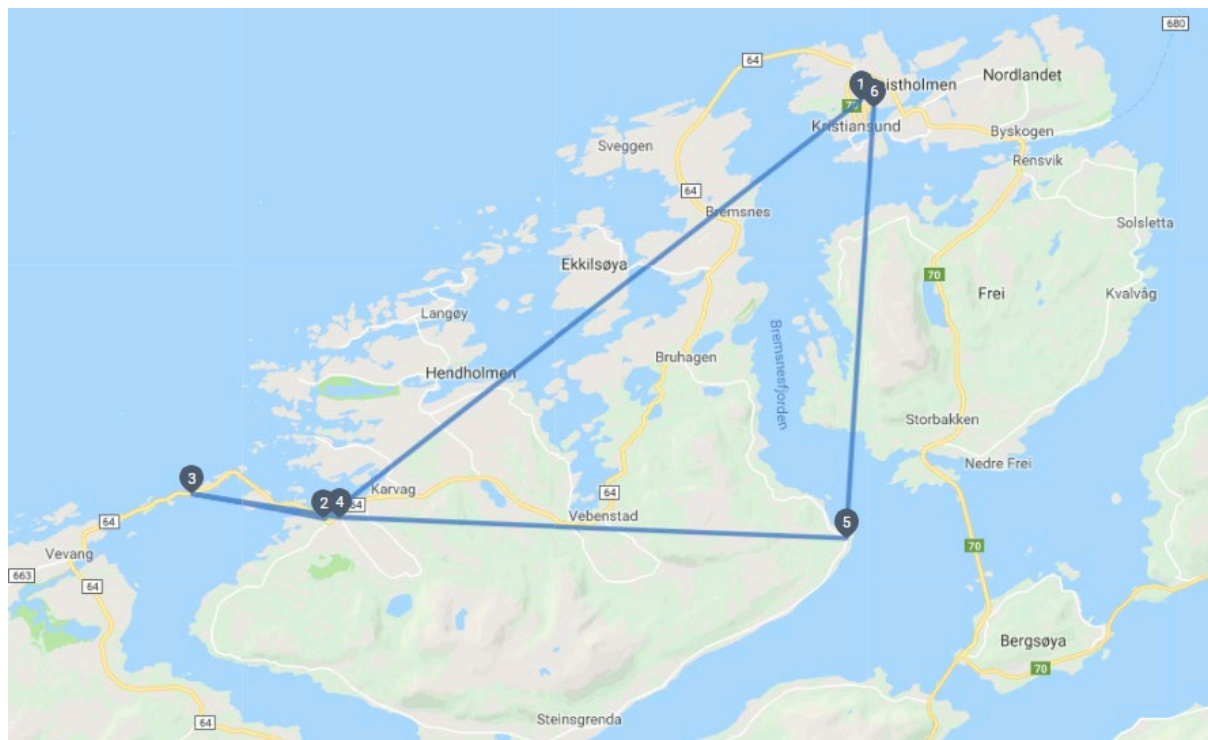 680
64
Nordlandet
1
6
istholmen
70
Kristiansund
Byskogen
Sveggen
Rensvik
64
Bremsnes
Solsletta
Ekkilsøya
70
Frei
Kvalvåg
Langøy
Bremsnesfjorden
Bruhagen
Hendholmen
Storbakken
Nedre Frei
3
Karvag
64
2
4
64
Vebenstad
64
5
Vevang
70
663
64
Bergsøya
70
64
Steinsgrenda